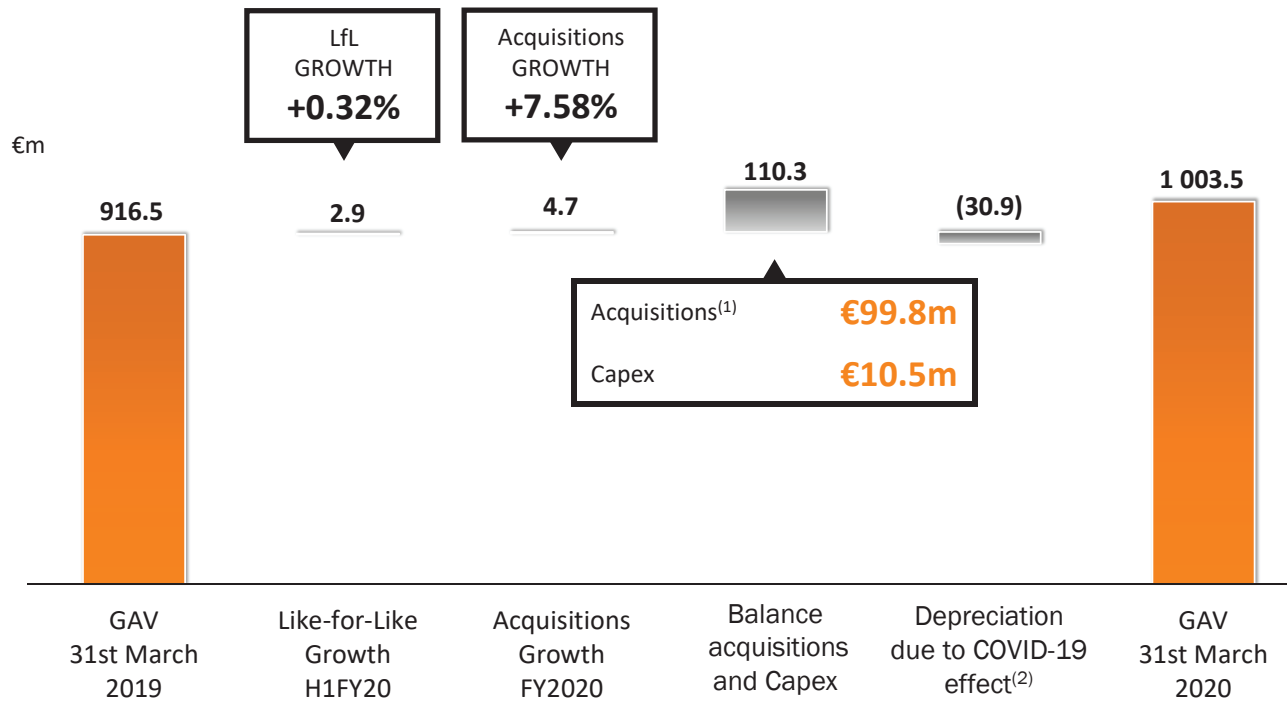 LfL
GROWTH
+0.32%
Acquisitions
GROWTH
+7.58%
€m
916.5
2.9
4.7
110.3
(30.9)
1 003.5
Acquisitions(1) €99.8m
Capex €10.5m
GAV
31st March
2019
Like-for-Like
Growth
H1FY20
Acquisitions
Growth
FY2020
Balance
acquisitions
and Capex
Depreciation
due to COVID-19
effect(2)
GAV
31st March
2020